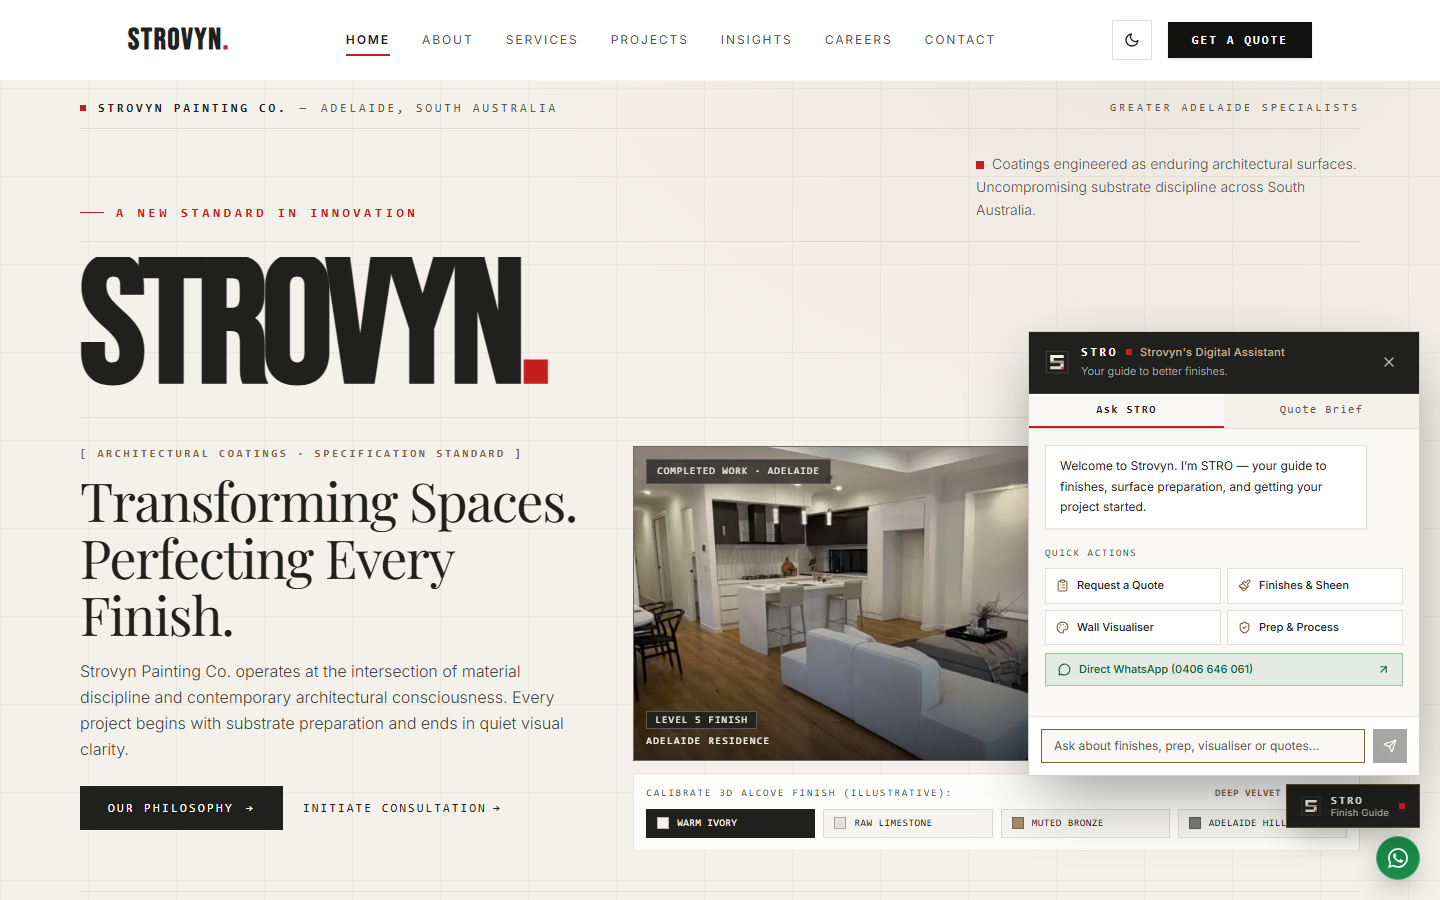 STROVYN.
HOME
ABOUT
SERVICES
PROJECTS
INSIGHTS
CAREERS
CONTACT
GET A QUOTE
STROVYN PAINTING CO. — ADELAIDE, SOUTH AUSTRALIA
GREATER ADELAIDE SPECIALISTS
Coatings engineered as enduring architectural surfaces.
Uncompromising substrate discipline across South
Australia.
A NEW STANDARD IN INNOVATION
STROVYN.
[ ARCHITECTURAL COATINGS · SPECIFICATION STANDARD ]
Transforming Spaces.
Perfecting Every
Finish.
Strovyn Painting Co. operates at the intersection of material
discipline and contemporary architectural consciousness. Every
project begins with substrate preparation and ends in quiet visual
clarity.
OUR PHILOSOPHY →
INITIATE CONSULTATION →
COMPLETED WORK · ADELAIDE
LEVEL 5 FINISH
ADELAIDE RESIDENCE
CALIBRATE 3D ALCOVE FINISH (ILLUSTRATIVE):
DEEP VELVET
WARM IVORY
RAW LIMESTONE
MUTED BRONZE
ADELAIDE HILL
STRO Strovyn's Digital Assistant
Your guide to better finishes.
Ask STRO
Quote Brief
Welcome to Strovyn. I'm STRO — your guide to
finishes, surface preparation, and getting your
project started.
QUICK ACTIONS
Request a Quote
Finishes & Sheen
Wall Visualiser
Prep & Process
Direct WhatsApp (0406 646 061)
Ask about finishes, prep, visualiser or quotes...
STRO
Finish Guide